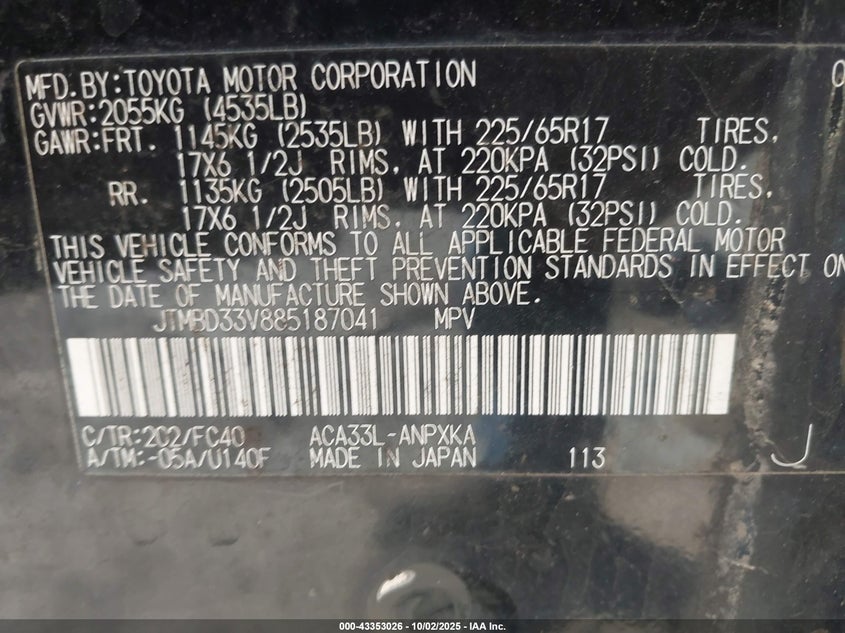 MFD.BY:TOYOTA MOTOR CORPORATION
GVWR:2055KG (4535LB)
GAWR:FRT. 1145KG (2535LB) WITH 225/65R17 TIRES,
17X6 1/2J RIMS, AT 220KPA (32PSI) COLD.
RR. 1135KG (2505LB) WITH 225/65R17 TIRES,
17X6 1/2J RIMS, AT 220KPA (32PSI) COLD.
THIS VEHICLE CONFORMS TO ALL APPLICABLE FEDERAL MOTOR
VEHICLE SAFETY AND THEFT PREVENTION STANDARDS IN EFFECT ON
THE DATE OF MANUFACTURE SHOWN ABOVE.
JTMBD33V885187041 MPV
C/TR:202/FC40 ACA33L-ANPXKA
A/TM:-05A/U140F MADE IN JAPAN 113 J
000-43353026 - 10/02/2025 - IAA Inc.